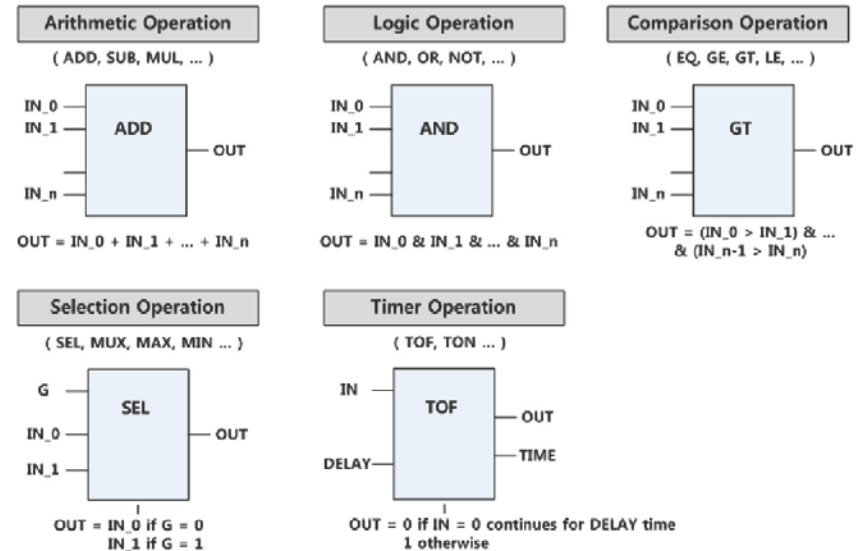 Arithmetic Operation
( ADD, SUB, MUL, ... )
IN_0
IN_1
ADD
OUT
IN_n
OUT = IN_0 + IN_1 + ... + IN_n
Logic Operation
( AND, OR, NOT, ... )
IN_0
IN_1
AND
OUT
IN_n
OUT = IN_0 & IN_1 & ... & IN_n
Comparison Operation
( EQ, GE, GT, LE, ... )
IN_0
IN_1
GT
OUT
IN_n
OUT = (IN_0 > IN_1) & ...
& (IN_n-1 > IN_n)
Selection Operation
( SEL, MUX, MAX, MIN ... )
G
SEL
IN_0
OUT
IN_1
OUT = IN_0 if G = 0
IN_1 if G = 1
Timer Operation
( TOF, TON ... )
IN
TOF
OUT
TIME
DELAY
OUT = 0 if IN = 0 continues for DELAY time
1 otherwise